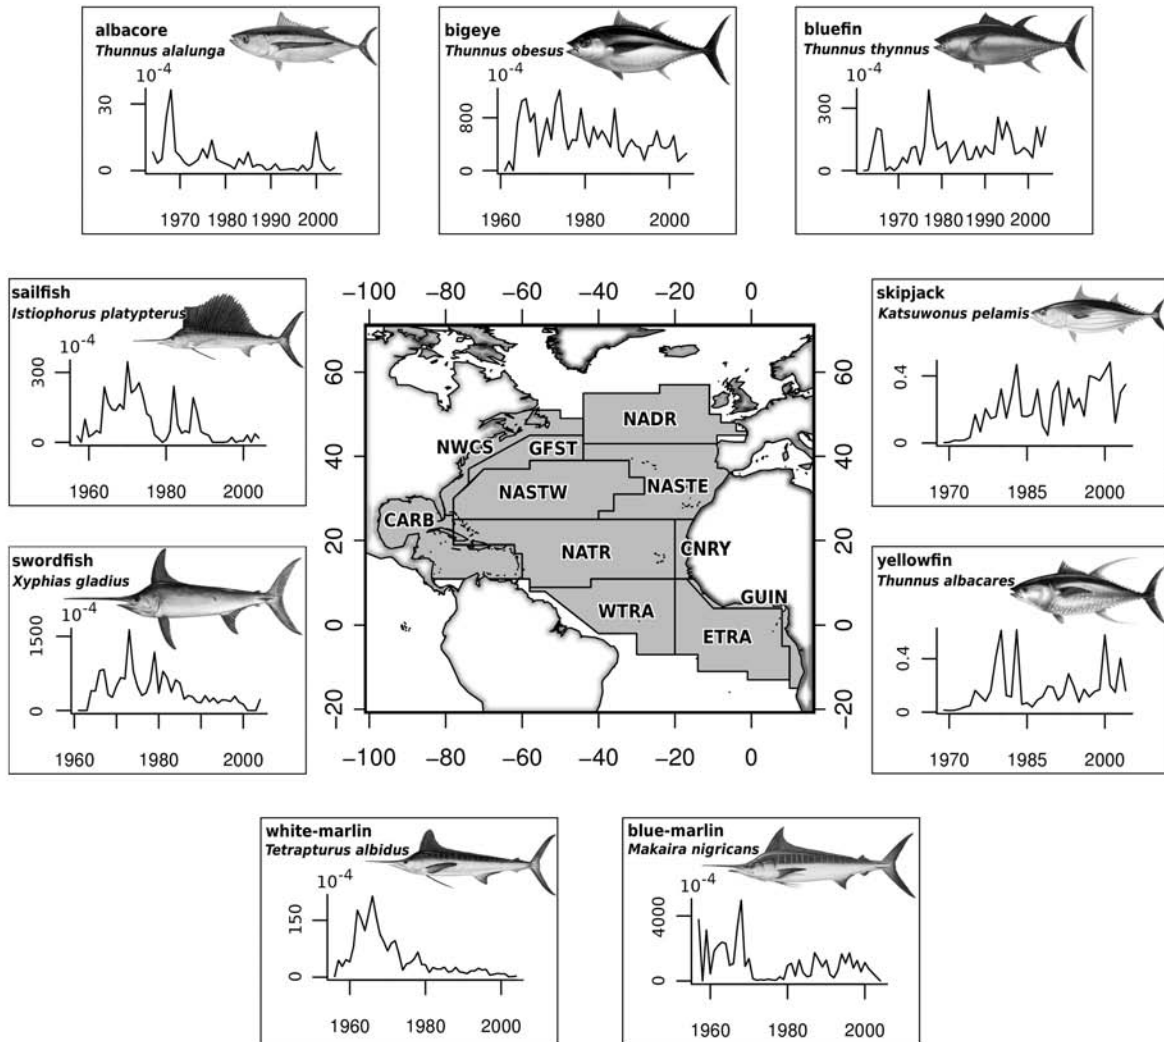 albacore
Thunnus alalunga
10-4
30
0
1970 1980 1990 2000
bigeye
Thunnus obesus
10-4
800
0
1960 1980 2000
bluefin
Thunnus thynnus
10-4
300
0
1970 1980 1990 2000
sailfish
Istiophorus platypterus
10-4
300
0
1960 1980 2000
−100 −80 −60 −40 −20 0
60 60
40 40
20 20
0 0
−20 −20
−100 −80 −60 −40 −20 0
NADR
NWCS
GFST
NASTW
NASTE
CARB
NATR
CNRY
WTRA
GUIN
ETRA
skipjack
Katsuwonus pelamis
0.4
0
1970 1985 2000
swordfish
Xyphias gladius
10-4
1500
0
1960 1980 2000
yellowfin
Thunnus albacares
0.4
0
1970 1985 2000
white-marlin
Tetrapturus albidus
10-4
150
0
1960 1980 2000
blue-marlin
Makaira nigricans
10-4
4000
0
1960 1980 2000